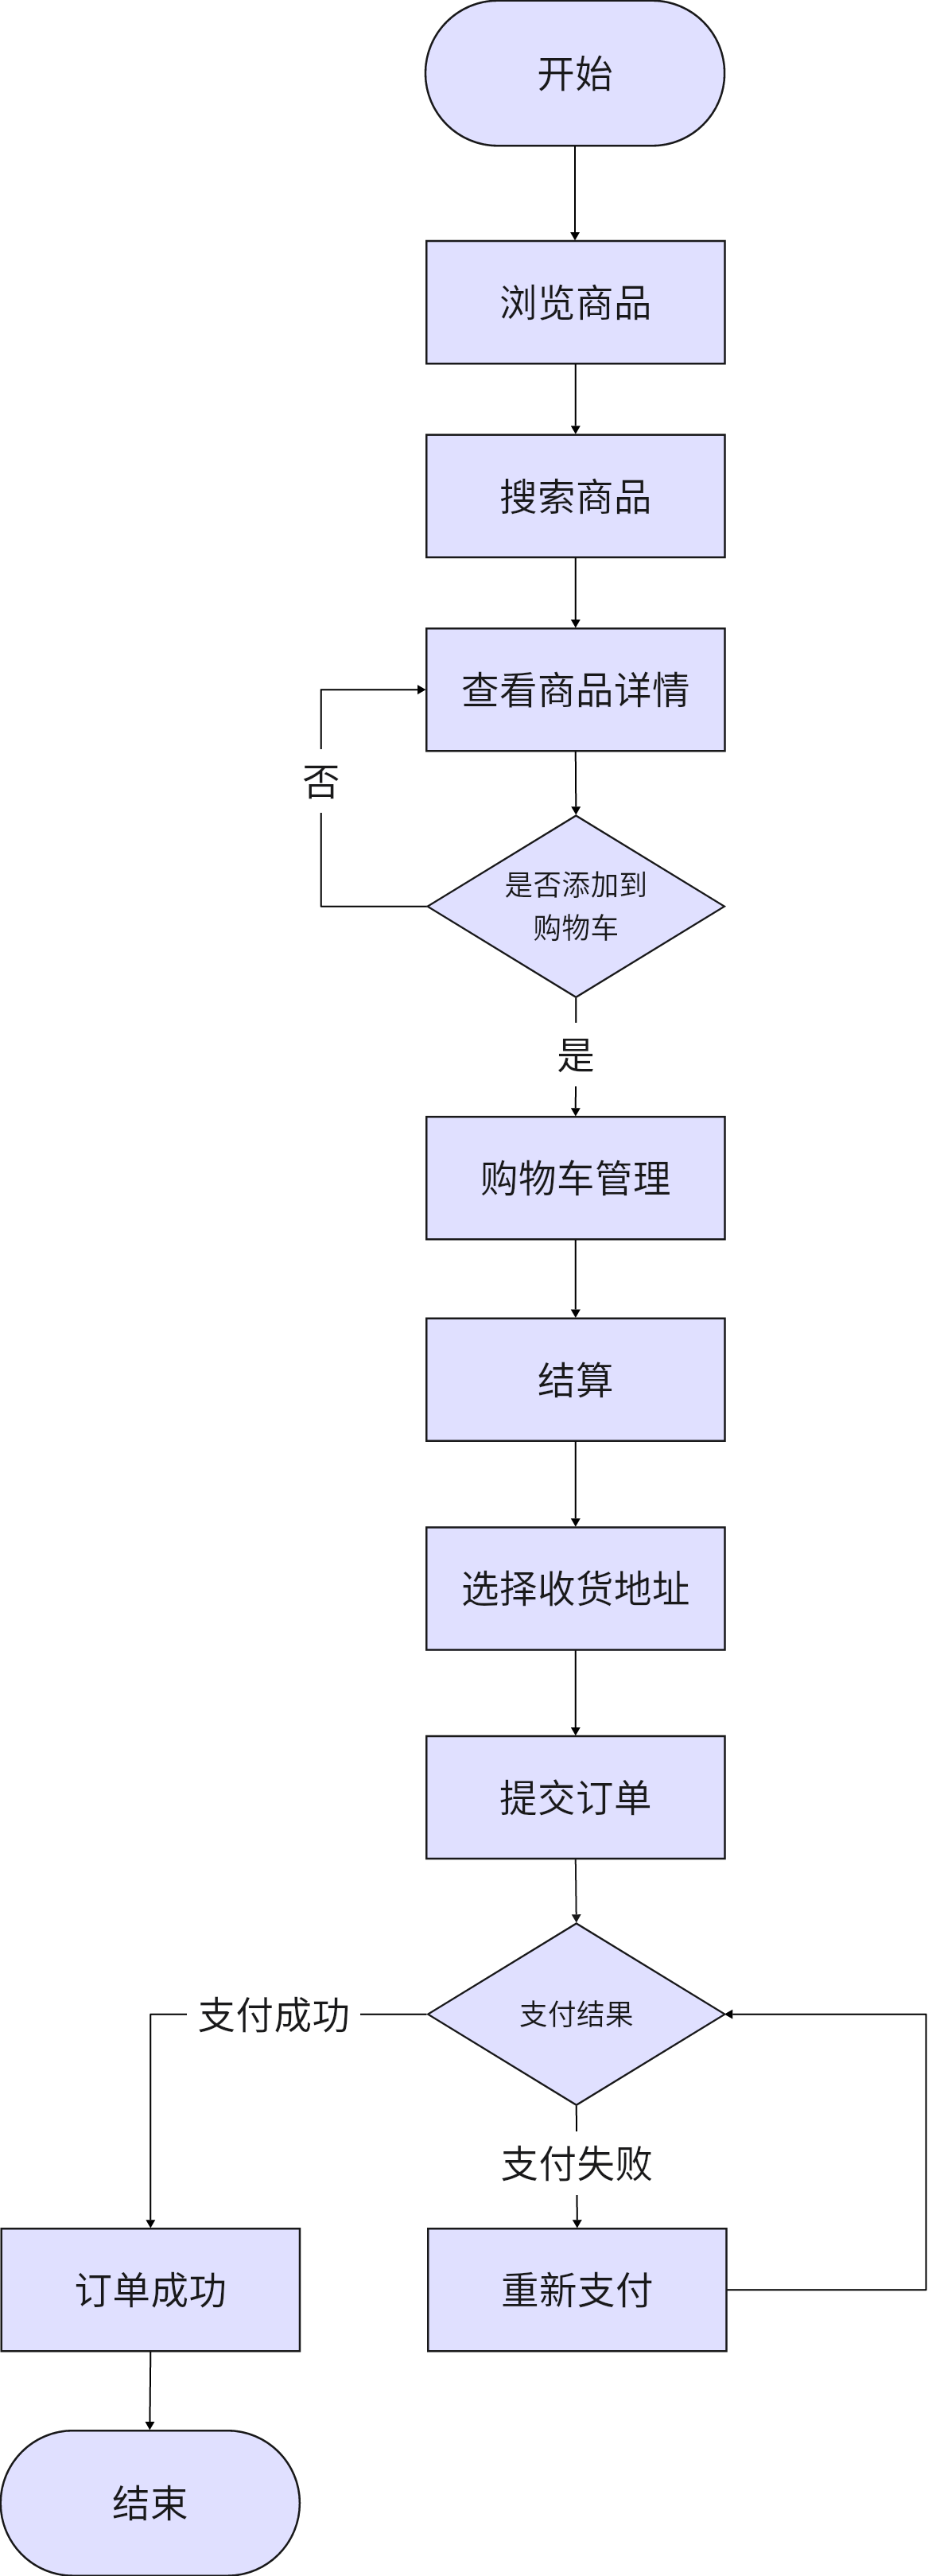 开始
浏览商品
搜索商品
查看商品详情
否
是否添加到
购物车
是
购物车管理
结算
选择收货地址
提交订单
支付成功
支付结果
支付失败
订单成功
重新支付
结束